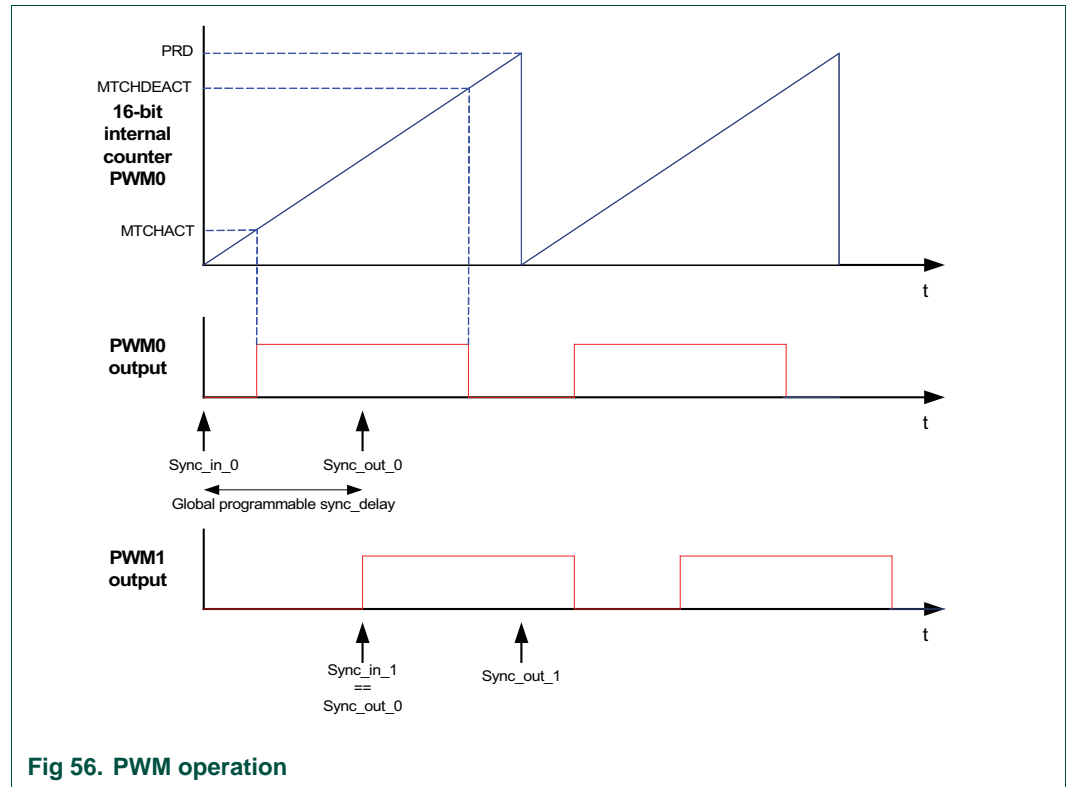 PRD
MTCHDEACT
16-bit
internal
counter
PWM0
MTCHACT
t
PWM0
output
t
Sync_in_0
Sync_out_0
Global programmable sync_delay
PWM1
output
t
Sync_in_1
==
Sync_out_0
Sync_out_1
Fig 56. PWM operation